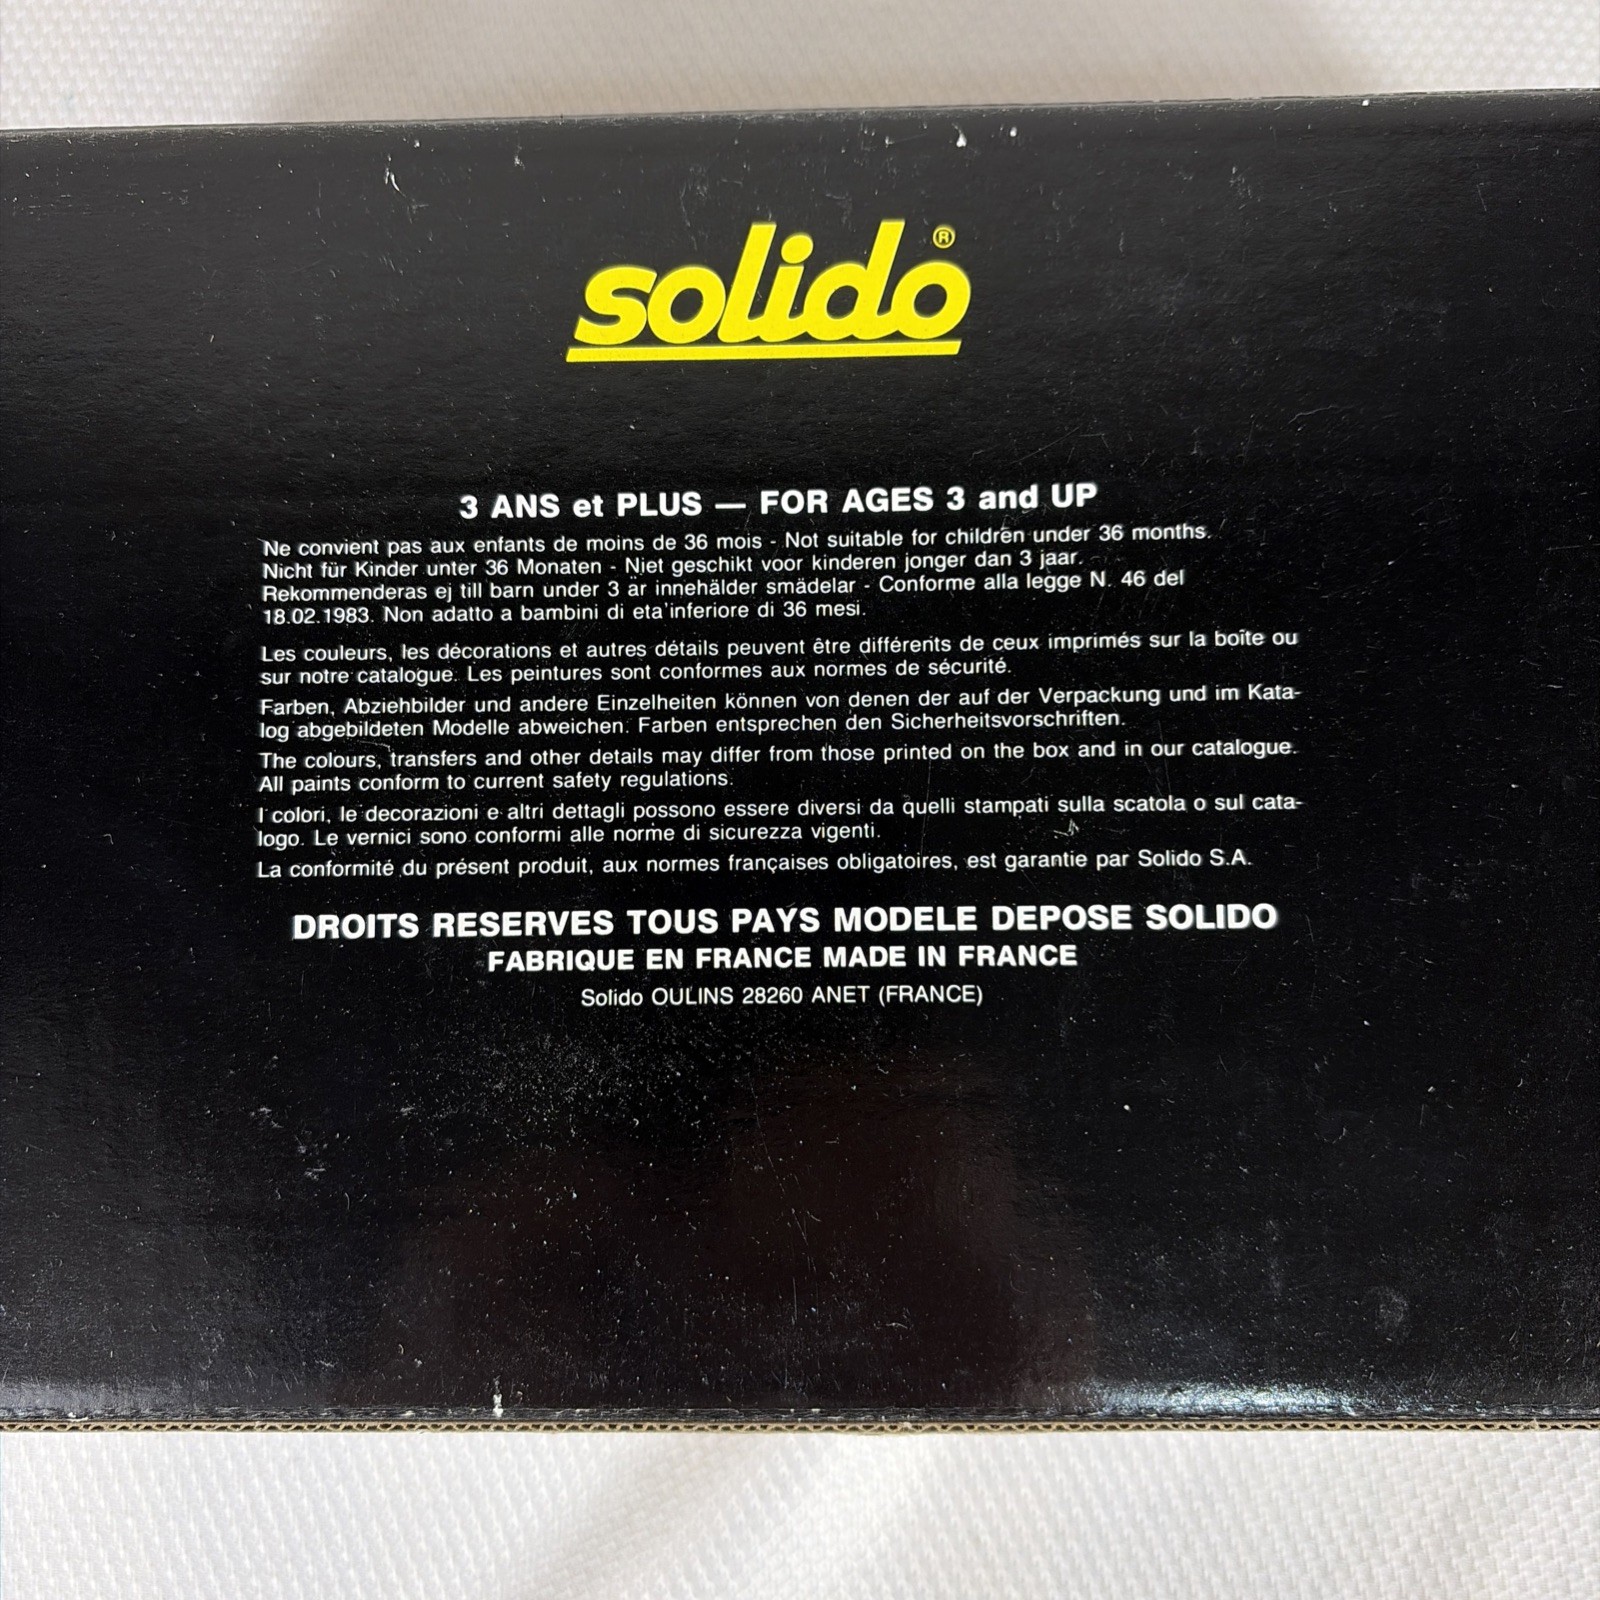 solido®
3 ANS et PLUS — FOR AGES 3 and UP
Ne convient pas aux enfants de moins de 36 mois - Not suitable for children under 36 months.
Nicht für Kinder unter 36 Monaten - Niet geschikt voor kinderen jonger dan 3 jaar.
Rekommenderas ej till barn under 3 är innehälder smädelar - Conforme alla legge N. 46 del
18.02.1983. Non adatto a bambini di eta'inferiore di 36 mesi.
Les couleurs, les décorations et autres détails peuvent être différents de ceux imprimés sur la boîte ou
sur notre catalogue. Les peintures sont conformes aux normes de sécurité.
Farben, Abziehbilder und andere Einzelheiten können von denen der auf der Verpackung und im Kata-
log abgebildeten Modelle abweichen. Farben entsprechen den Sicherheitsvorschriften.
The colours, transfers and other details may differ from those printed on the box and in our catalogue.
All paints conform to current safety regulations.
I colori, le decorazioni e altri dettagli possono essere diversi da quelli stampati sulla scatola o sul cata-
logo. Le vernici sono conformi alle norme di sicurezza vigenti.
La conformité du présent produit, aux normes françaises obligatoires, est garantie par Solido S.A.
DROITS RESERVES TOUS PAYS MODELE DEPOSE SOLIDO
FABRIQUE EN FRANCE MADE IN FRANCE
Solido OULINS 28260 ANET (FRANCE)